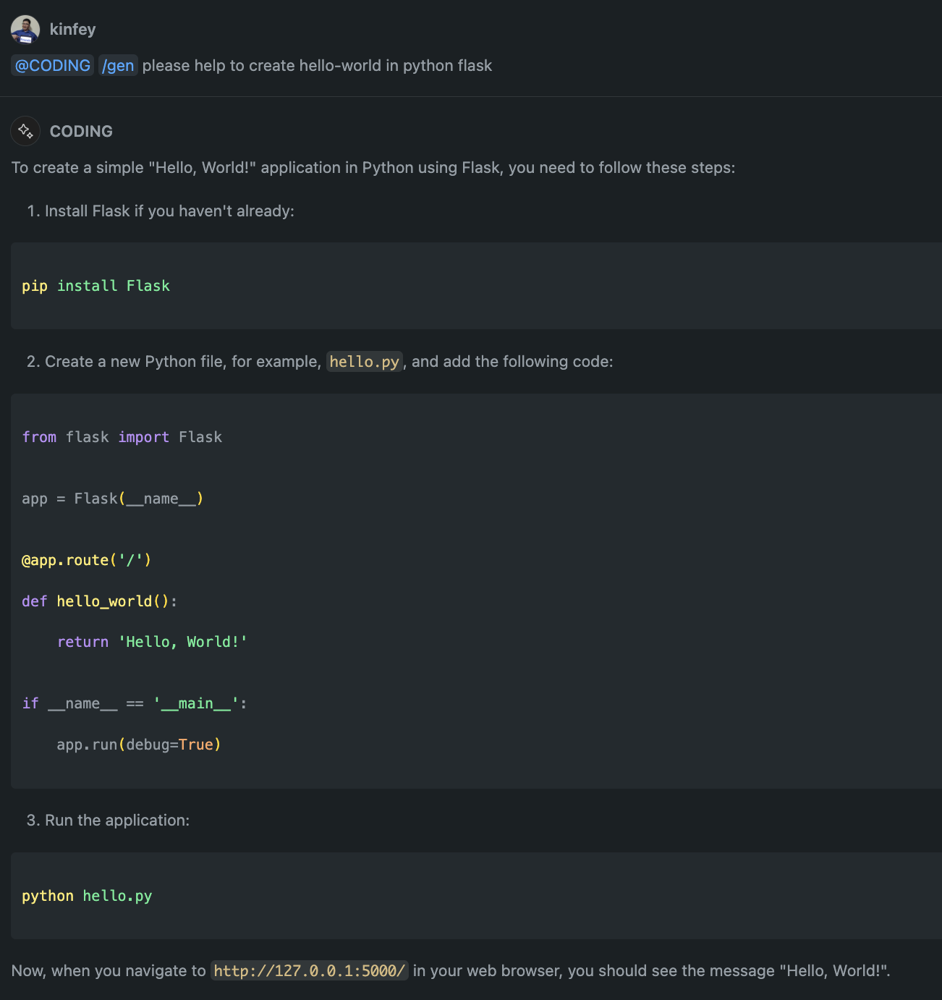 kinfey
@CODING /gen please help to create hello-world in python flask
CODING
To create a simple "Hello, World!" application in Python using Flask, you need to follow these steps:
1. Install Flask if you haven't already:
pip install Flask
2. Create a new Python file, for example, hello.py, and add the following code:
from flask import Flask
app = Flask(__name__)
@app.route('/')
def hello_world():
    return 'Hello, World!'
if __name__ == '__main__':
    app.run(debug=True)
3. Run the application:
python hello.py
Now, when you navigate to http://127.0.0.1:5000/ in your web browser, you should see the message "Hello, World!".